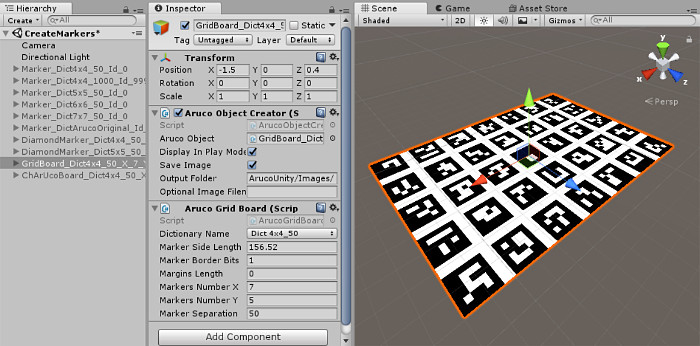 Hierarchy
Create
All
CreateMarkers*
Camera
Directional Light
Marker_Dict4x4_50_Id_0
Marker_Dict4x4_1000_Id_999
Marker_Dict5x5_50_Id_0
Marker_Dict6x6_50_Id_0
Marker_Dict7x7_50_Id_0
Marker_DictArucoOriginal_Id_
DiamondMarker_Dict4x4_50
DiamondMarker_Dict5x5_50_
GridBoard_Dict4x4_50_X_7_Y
ChArUcoBoard_Dict4x4_50_
Inspector
GridBoard_Dict4x4_5
Static
Tag Untagged Layer Default
Transform
Position X -1.5 Y 0 Z 0.4
Rotation X 0 Y 0 Z 0
Scale X 1 Y 1 Z 1
Aruco Object Creator (S
Script ArucoObjectCre
Aruco Object GridBoard_Dict
Display In Play Mode
Save Image
Output Folder ArucoUnity/Images/
Optional Image Filen
Aruco Grid Board (Scrip
Script ArucoGridBoard
Dictionary Name Dict 4x4_50
Marker Side Length 156.52
Marker Border Bits 1
Margins Length 0
Markers Number X 7
Markers Number Y 5
Marker Separation 50
Add Component
Scene Game Asset Store
Shaded 2D Gizmos All
y
x
z
Persp